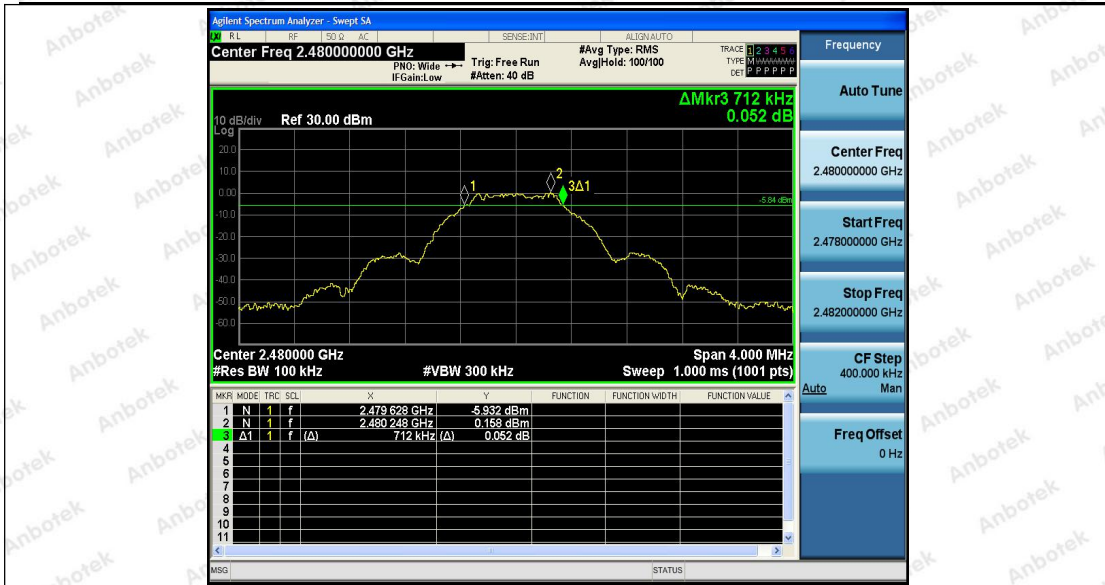 Agilent Spectrum Analyzer - Swept SA
RL RF 50 Ω AC SENSE:INT ALIGN AUTO
Center Freq 2.480000000 GHz
PNO: Wide
IFGain:Low
Trig: Free Run
#Atten: 40 dB
#Avg Type: RMS
Avg|Hold: 100/100
TRACE 1 2 3 4 5 6
TYPE M
DET P P P P P P
ΔMkr3 712 kHz
0.052 dB
10 dB/div
Log
Ref 30.00 dBm
20.0
10.0
0.00
-10.0
-20.0
-30.0
-40.0
-50.0
-60.0
1
2
3Δ1
-5.84 dBm
Center 2.480000 GHz
Span 4.000 MHz
#Res BW 100 kHz
#VBW 300 kHz
Sweep 1.000 ms (1001 pts)
MKR MODE TRC SCL X Y FUNCTION FUNCTION WIDTH FUNCTION VALUE
1 N 1 f 2.479 628 GHz -5.932 dBm
2 N 1 f 2.480 248 GHz 0.158 dBm
3 Δ1 1 f (Δ) 712 kHz (Δ) 0.052 dB
4
5
6
7
8
9
10
11
MSG
STATUS
Frequency
Auto Tune
Center Freq
2.480000000 GHz
Start Freq
2.478000000 GHz
Stop Freq
2.482000000 GHz
CF Step
400.000 kHz
Auto Man
Freq Offset
0 Hz
Anbotek